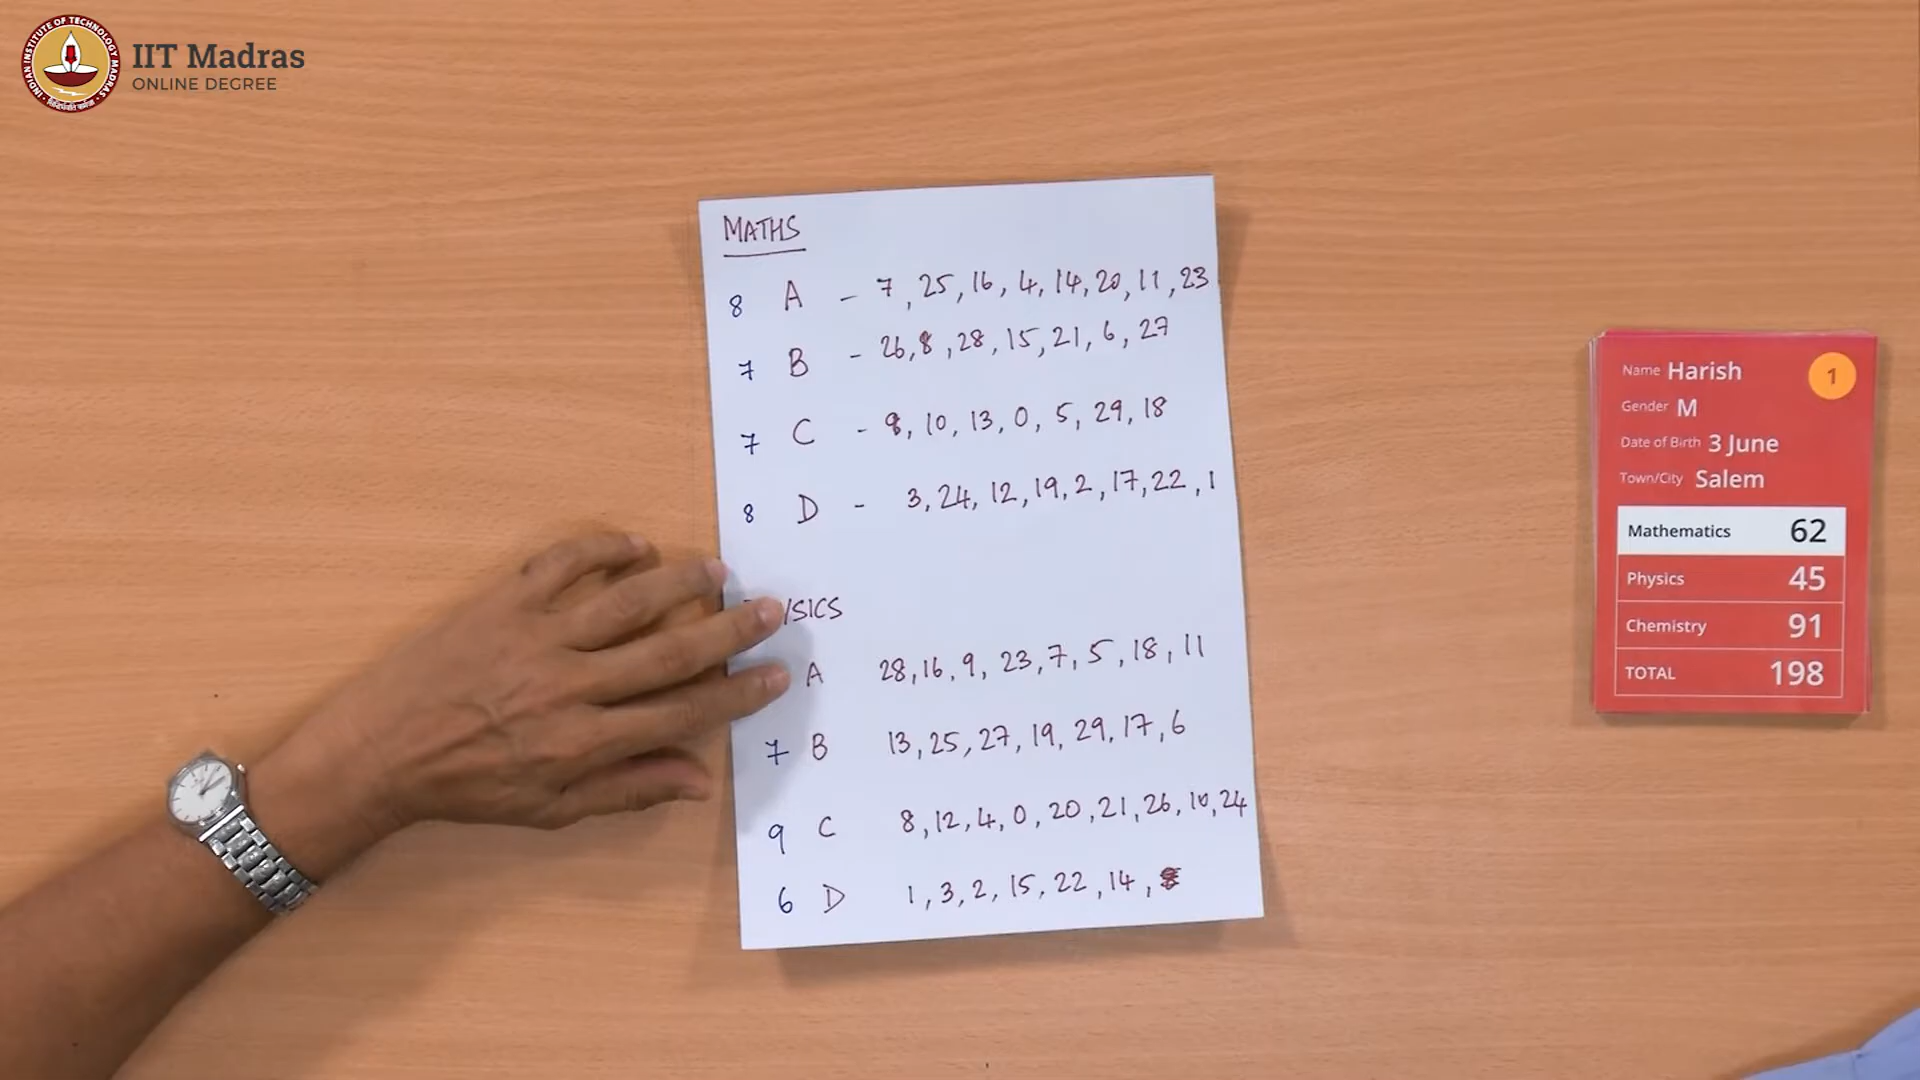 IIT Madras
ONLINE DEGREE
MATHS
8 A - 7, 25, 16, 4, 14, 20, 11, 23
7 B - 26, 8, 28, 15, 21, 6, 27
7 C - 9, 10, 13, 0, 5, 29, 18
8 D - 3, 24, 12, 19, 2, 17, 22, 1
YSICS
A 28, 16, 9, 23, 7, 5, 18, 11
7 B 13, 25, 27, 19, 29, 17, 6
9 C 8, 12, 4, 0, 20, 21, 26, 10, 24
6 D 1, 3, 2, 15, 22, 14,
Name Harish 1
Gender M
Date of Birth 3 June
Town/City Salem
Mathematics 62
Physics 45
Chemistry 91
TOTAL 198